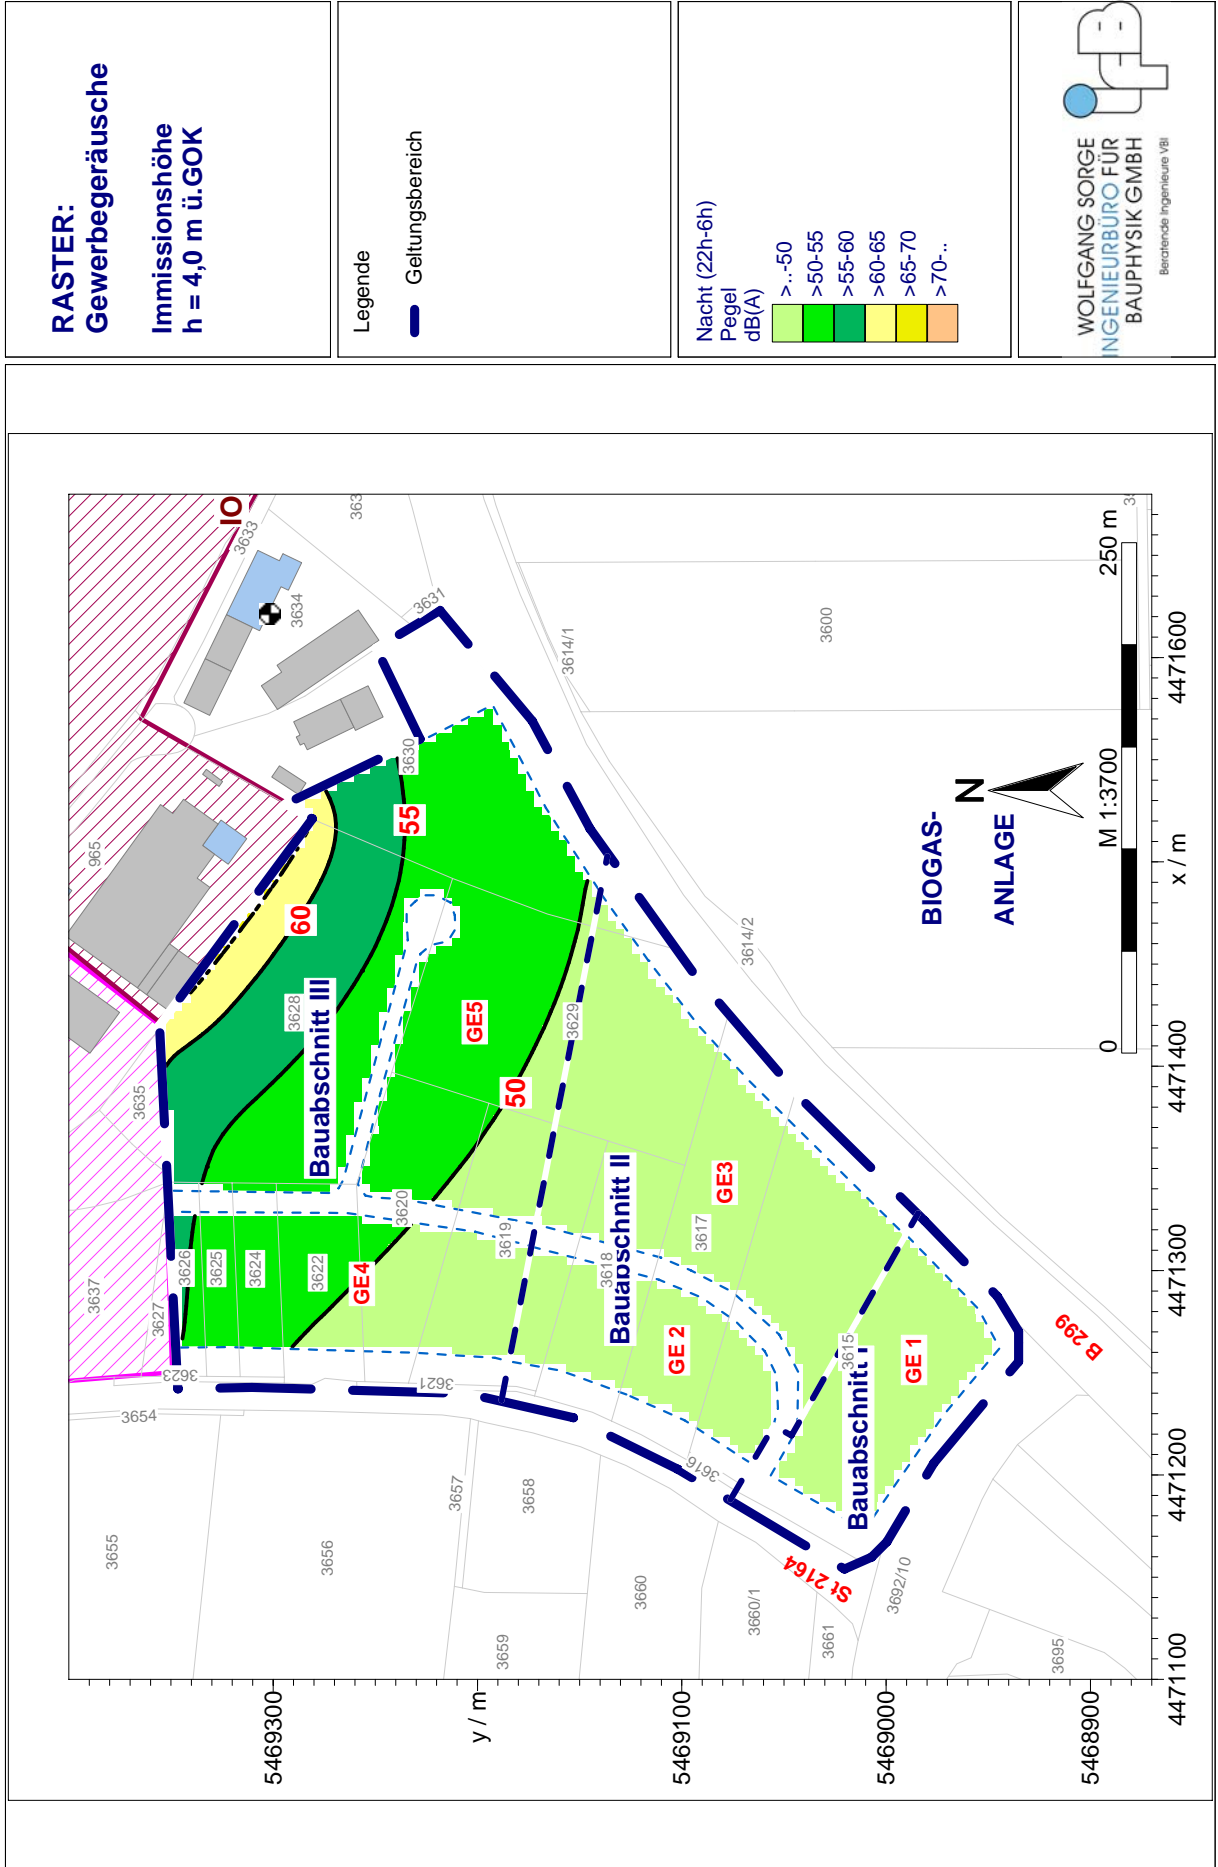 RASTER:
Gewerbegeräusche
Immissionshöhe
h = 4,0 m ü.GOK
Legende
Geltungsbereich
Nacht (22h-6h)
Pegel
dB(A)
>..-50
>50-55
>55-60
>60-65
>65-70
>70-..
WOLFGANG SORGE
INGENIEURBÜRO FÜR
BAUPHYSIK GMBH
Beratende Ingenieure VBI
IO
3633
363
3634
3631
3630
965
60
55
3614/1
3600
3635
3628
Bauabschnitt III
GE5
50
3629
3614/2
BIOGAS-
ANLAGE
N
M 1:3700
0
250 m
3637
3627
3626
3625
3624
3622
GE4
3620
3619
Bauabschnitt II
3618
3617
GE3
GE 2
3615
GE 1
Bauabschnitt I
B 299
3623
3621
3654
3616
3655
3656
3657
3658
3659
3660
3660/1
3661
St 2164
3692/10
3695
5469300
y / m
5469100
5469000
5468900
4471100
4471200
4471300
4471400
x / m
4471600